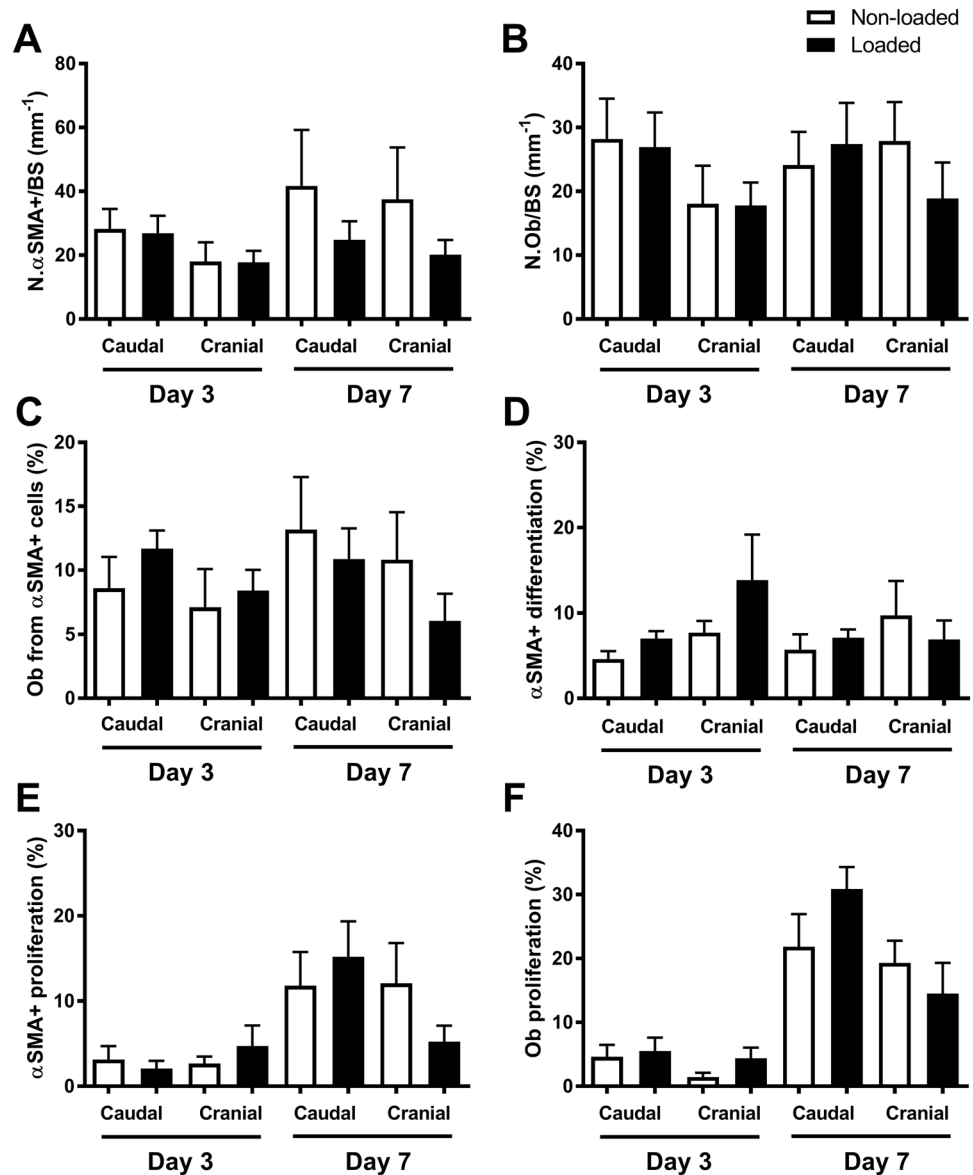 Non-loaded
Loaded
A
N.αSMA+/BS (mm⁻¹)
80
60
40
20
0
Caudal Cranial Caudal Cranial
Day 3 Day 7
B
N.Ob/BS (mm⁻¹)
40
30
20
10
0
Caudal Cranial Caudal Cranial
Day 3 Day 7
C
Ob from αSMA+ cells (%)
20
15
10
5
0
Caudal Cranial Caudal Cranial
Day 3 Day 7
D
αSMA+ differentiation (%)
30
20
10
0
Caudal Cranial Caudal Cranial
Day 3 Day 7
E
αSMA+ proliferation (%)
30
20
10
0
Caudal Cranial Caudal Cranial
Day 3 Day 7
F
Ob proliferation (%)
40
30
20
10
0
Caudal Cranial Caudal Cranial
Day 3 Day 7